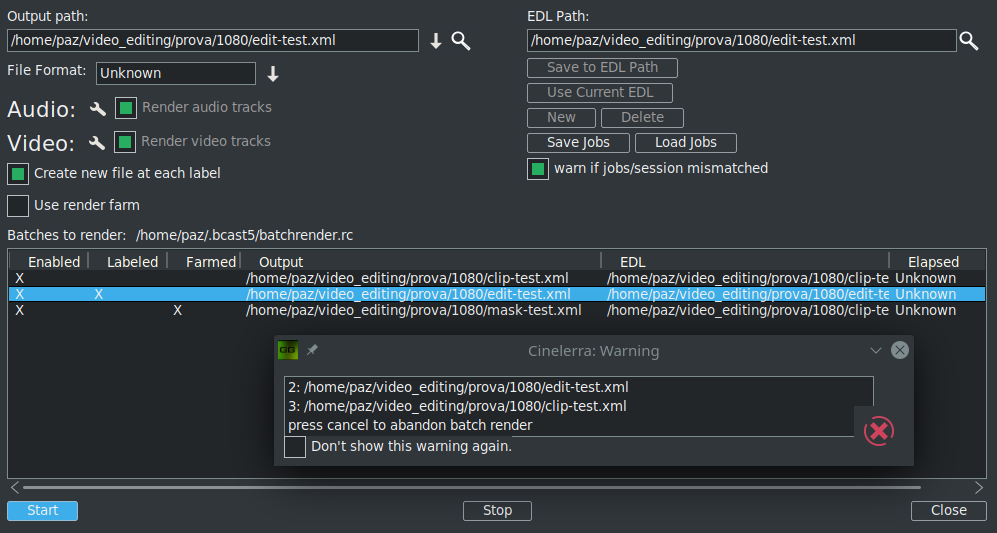 Output path:
EDL Path:
/home/paz/video_editing/prova/1080/edit-test.xml
/home/paz/video_editing/prova/1080/edit-test.xml
File Format: Unknown
Save to EDL Path
Use Current EDL
Audio: Render audio tracks
New Delete
Video: Render video tracks
Save Jobs Load Jobs
Create new file at each label
warn if jobs/session mismatched
Use render farm
Batches to render: /home/paz/.bcast5/batchrender.rc
Enabled Labeled Farmed Output EDL Elapsed
X /home/paz/video_editing/prova/1080/clip-test.xml /home/paz/video_editing/prova/1080/clip-te Unknown
X X /home/paz/video_editing/prova/1080/edit-test.xml /home/paz/video_editing/prova/1080/edit-te Unknown
X X /home/paz/video_editing/prova/1080/mask-test.xml /home/paz/video_editing/prova/1080/clip-te Unknown
GG
Cinelerra: Warning
2: /home/paz/video_editing/prova/1080/edit-test.xml
3: /home/paz/video_editing/prova/1080/clip-test.xml
press cancel to abandon batch render
Don't show this warning again.
Start Stop Close